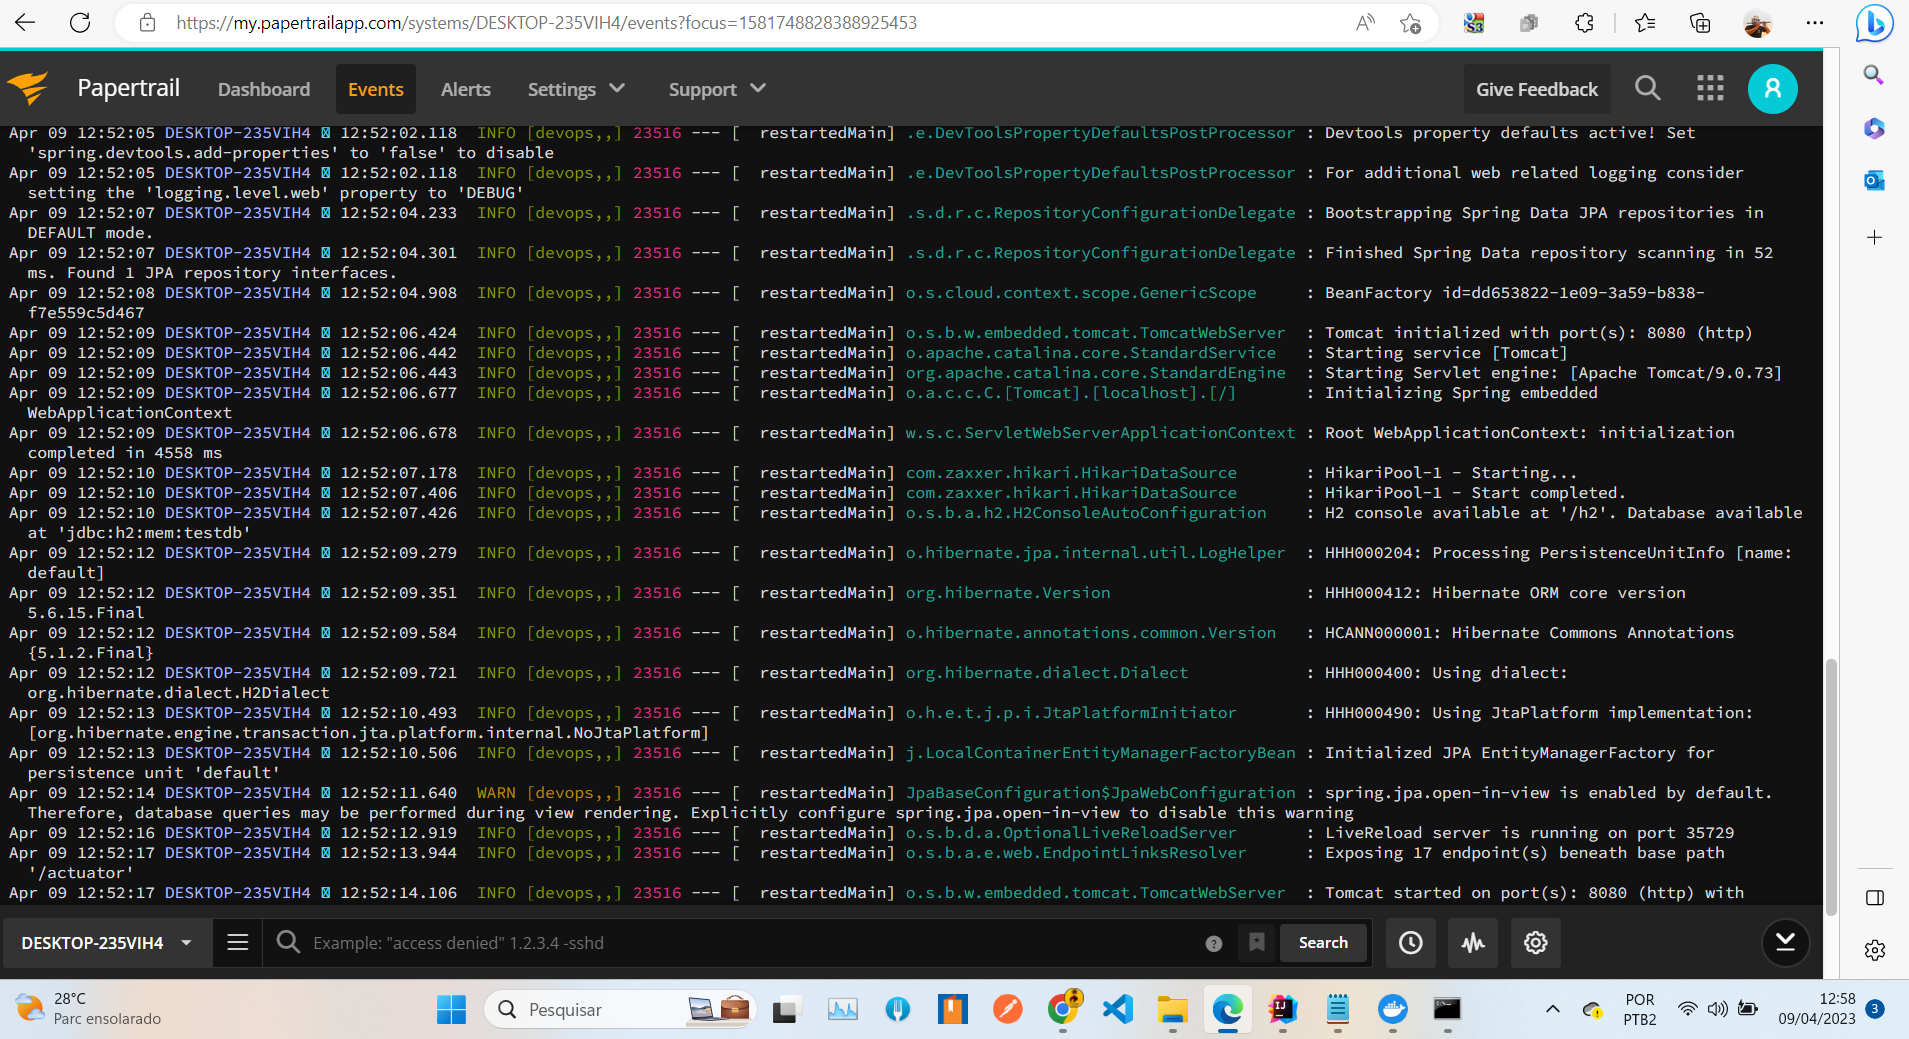 https://my.papertrailapp.com/systems/DESKTOP-235VIH4/events?focus=1581748828388925453
Papertrail Dashboard Events Alerts Settings Support Give Feedback
Apr 09 12:52:05 DESKTOP-235VIH4 12:52:02.118 INFO [devops,,] 23516 --- [ restartedMain] .e.DevToolsPropertyDefaultsPostProcessor : Devtools property defaults active! Set
'spring.devtools.add-properties' to 'false' to disable
Apr 09 12:52:05 DESKTOP-235VIH4 12:52:02.118 INFO [devops,,] 23516 --- [ restartedMain] .e.DevToolsPropertyDefaultsPostProcessor : For additional web related logging consider
setting the 'logging.level.web' property to 'DEBUG'
Apr 09 12:52:07 DESKTOP-235VIH4 12:52:04.233 INFO [devops,,] 23516 --- [ restartedMain] .s.d.r.c.RepositoryConfigurationDelegate : Bootstrapping Spring Data JPA repositories in
DEFAULT mode.
Apr 09 12:52:07 DESKTOP-235VIH4 12:52:04.301 INFO [devops,,] 23516 --- [ restartedMain] .s.d.r.c.RepositoryConfigurationDelegate : Finished Spring Data repository scanning in 52
ms. Found 1 JPA repository interfaces.
Apr 09 12:52:08 DESKTOP-235VIH4 12:52:04.908 INFO [devops,,] 23516 --- [ restartedMain] o.s.cloud.context.scope.GenericScope : BeanFactory id=dd653822-1e09-3a59-b838-
f7e559c5d467
Apr 09 12:52:09 DESKTOP-235VIH4 12:52:06.424 INFO [devops,,] 23516 --- [ restartedMain] o.s.b.w.embedded.tomcat.TomcatWebServer : Tomcat initialized with port(s): 8080 (http)
Apr 09 12:52:09 DESKTOP-235VIH4 12:52:06.442 INFO [devops,,] 23516 --- [ restartedMain] o.apache.catalina.core.StandardService : Starting service [Tomcat]
Apr 09 12:52:09 DESKTOP-235VIH4 12:52:06.443 INFO [devops,,] 23516 --- [ restartedMain] org.apache.catalina.core.StandardEngine : Starting Servlet engine: [Apache Tomcat/9.0.73]
Apr 09 12:52:09 DESKTOP-235VIH4 12:52:06.677 INFO [devops,,] 23516 --- [ restartedMain] o.a.c.c.C.[Tomcat].[localhost].[/] : Initializing Spring embedded
WebApplicationContext
Apr 09 12:52:09 DESKTOP-235VIH4 12:52:06.678 INFO [devops,,] 23516 --- [ restartedMain] w.s.c.ServletWebServerApplicationContext : Root WebApplicationContext: initialization
completed in 4558 ms
Apr 09 12:52:10 DESKTOP-235VIH4 12:52:07.178 INFO [devops,,] 23516 --- [ restartedMain] com.zaxxer.hikari.HikariDataSource : HikariPool-1 - Starting...
Apr 09 12:52:10 DESKTOP-235VIH4 12:52:07.406 INFO [devops,,] 23516 --- [ restartedMain] com.zaxxer.hikari.HikariDataSource : HikariPool-1 - Start completed.
Apr 09 12:52:10 DESKTOP-235VIH4 12:52:07.426 INFO [devops,,] 23516 --- [ restartedMain] o.s.b.a.h2.H2ConsoleAutoConfiguration : H2 console available at '/h2'. Database available
at 'jdbc:h2:mem:testdb'
Apr 09 12:52:12 DESKTOP-235VIH4 12:52:09.279 INFO [devops,,] 23516 --- [ restartedMain] o.hibernate.jpa.internal.util.LogHelper : HHH000204: Processing PersistenceUnitInfo [name:
default]
Apr 09 12:52:12 DESKTOP-235VIH4 12:52:09.351 INFO [devops,,] 23516 --- [ restartedMain] org.hibernate.Version : HHH000412: Hibernate ORM core version
5.6.15.Final
Apr 09 12:52:12 DESKTOP-235VIH4 12:52:09.584 INFO [devops,,] 23516 --- [ restartedMain] o.hibernate.annotations.common.Version : HCANN000001: Hibernate Commons Annotations
{5.1.2.Final}
Apr 09 12:52:12 DESKTOP-235VIH4 12:52:09.721 INFO [devops,,] 23516 --- [ restartedMain] org.hibernate.dialect.Dialect : HHH000400: Using dialect:
org.hibernate.dialect.H2Dialect
Apr 09 12:52:13 DESKTOP-235VIH4 12:52:10.493 INFO [devops,,] 23516 --- [ restartedMain] o.h.e.t.j.p.i.JtaPlatformInitiator : HHH000490: Using JtaPlatform implementation:
[org.hibernate.engine.transaction.jta.platform.internal.NoJtaPlatform]
Apr 09 12:52:13 DESKTOP-235VIH4 12:52:10.506 INFO [devops,,] 23516 --- [ restartedMain] j.LocalContainerEntityManagerFactoryBean : Initialized JPA EntityManagerFactory for
persistence unit 'default'
Apr 09 12:52:14 DESKTOP-235VIH4 12:52:11.640 WARN [devops,,] 23516 --- [ restartedMain] JpaBaseConfiguration$JpaWebConfiguration : spring.jpa.open-in-view is enabled by default.
Therefore, database queries may be performed during view rendering. Explicitly configure spring.jpa.open-in-view to disable this warning
Apr 09 12:52:16 DESKTOP-235VIH4 12:52:12.919 INFO [devops,,] 23516 --- [ restartedMain] o.s.b.d.a.OptionalLiveReloadServer : LiveReload server is running on port 35729
Apr 09 12:52:17 DESKTOP-235VIH4 12:52:13.944 INFO [devops,,] 23516 --- [ restartedMain] o.s.b.a.e.web.EndpointLinksResolver : Exposing 17 endpoint(s) beneath base path
'/actuator'
Apr 09 12:52:17 DESKTOP-235VIH4 12:52:14.106 INFO [devops,,] 23516 --- [ restartedMain] o.s.b.w.embedded.tomcat.TomcatWebServer : Tomcat started on port(s): 8080 (http) with
DESKTOP-235VIH4 Example: "access denied" 1.2.3.4 -sshd Search
28°C
Parc ensolarado
Pesquisar
POR
PTB2
12:58
09/04/2023
3